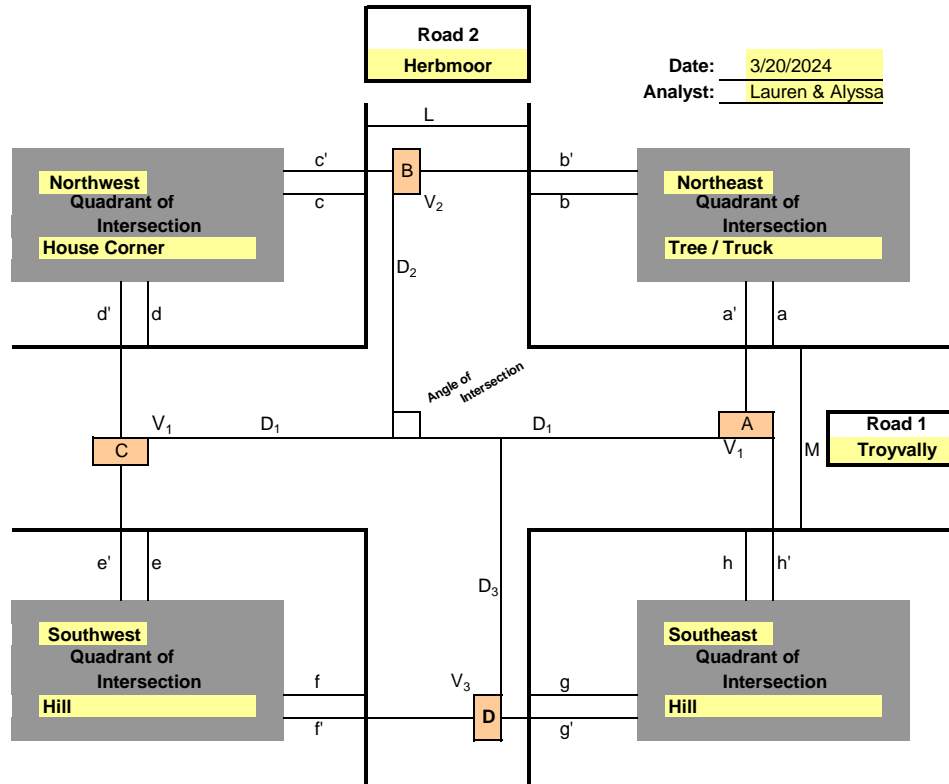 Road 2
Herbmoor
Date: 3/20/2024
Analyst: Lauren & Alyssa
L
c' B b'
Northwest
Quadrant of
Intersection
House Corner
c V2 b
Northeast
Quadrant of
Intersection
Tree / Truck
D2
d' d a' a
Angle of
Intersection
V1 D1 D1 A
C V1 M
Road 1
Troyvally
e' e h h'
D3
Southwest
Quadrant of
Intersection
Hill
Southeast
Quadrant of
Intersection
Hill
f V3 g
D
f' g'